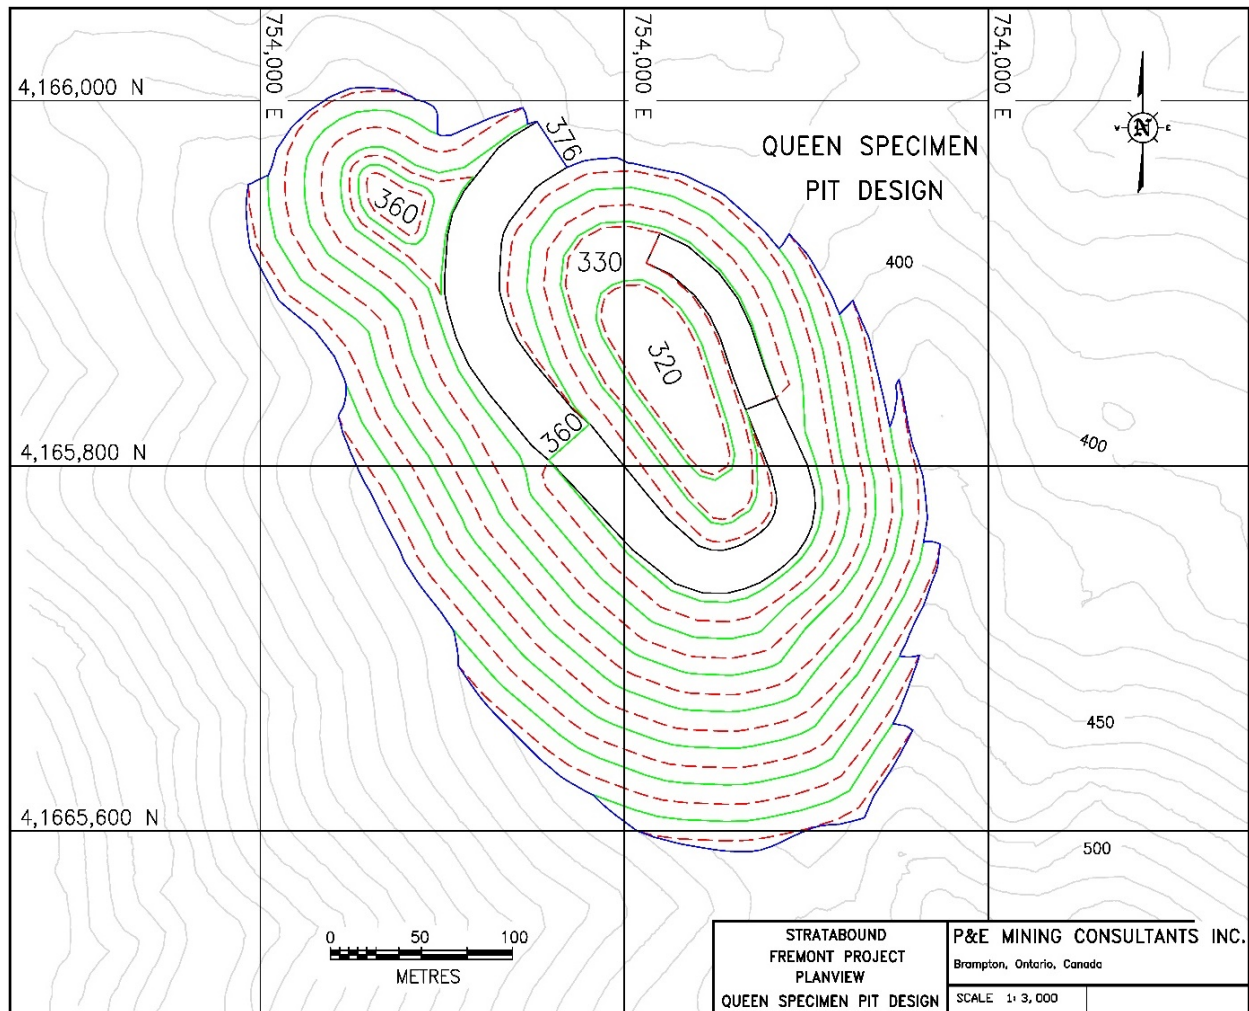 754,000 E
754,000 E
754,000 E
4,166,000 N
376
QUEEN SPECIMEN
PIT DESIGN
N
W
E
360
330
400
320
360
400
4,165,800 N
450
4,1665,600 N
500
0 50 100
METRES
STRATABOUND
FREMONT PROJECT
PLANVIEW
QUEEN SPECIMEN PIT DESIGN
P&E MINING CONSULTANTS INC.
Brampton, Ontario, Canada
SCALE 1: 3,000